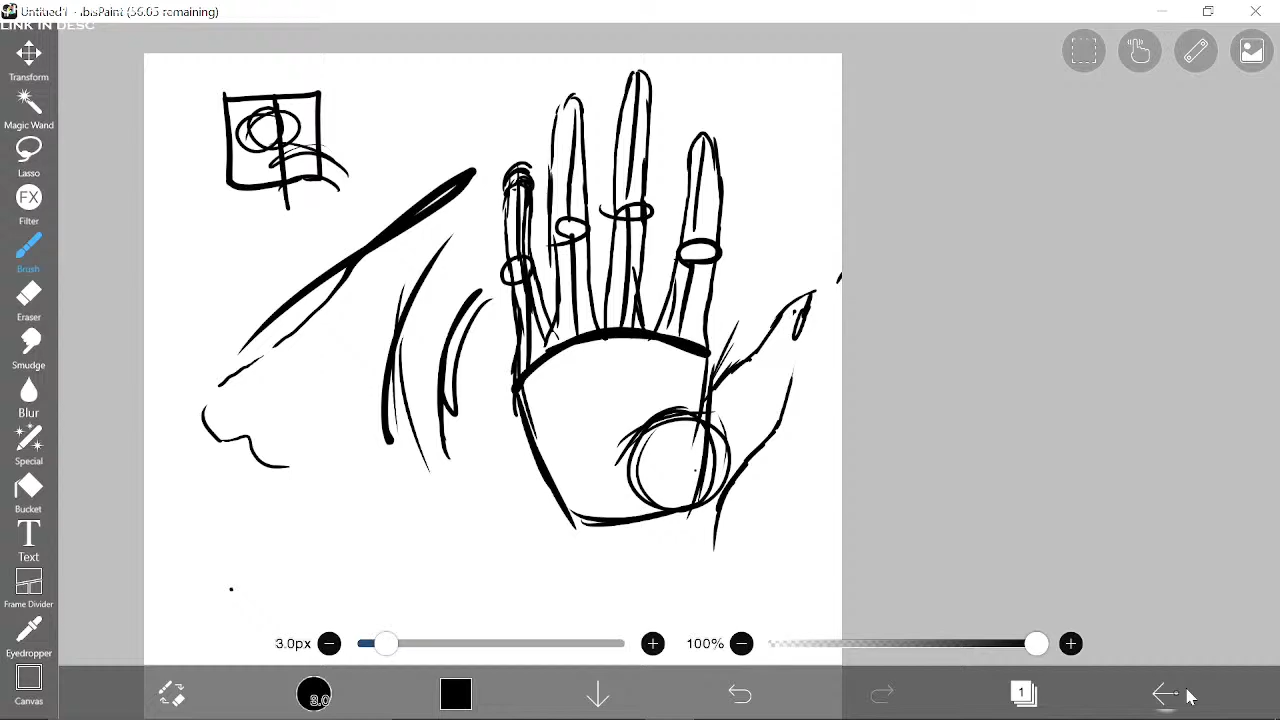 Untitled1 - ibisPaint (56:05 remaining)
LINK IN DESC
Transform
Magic Wand
Lasso
FX
Filter
Brush
Eraser
Smudge
Blur
Special
Bucket
T
Text
Frame Divider
Eyedropper
Canvas
3.0px
100%
3.0
1